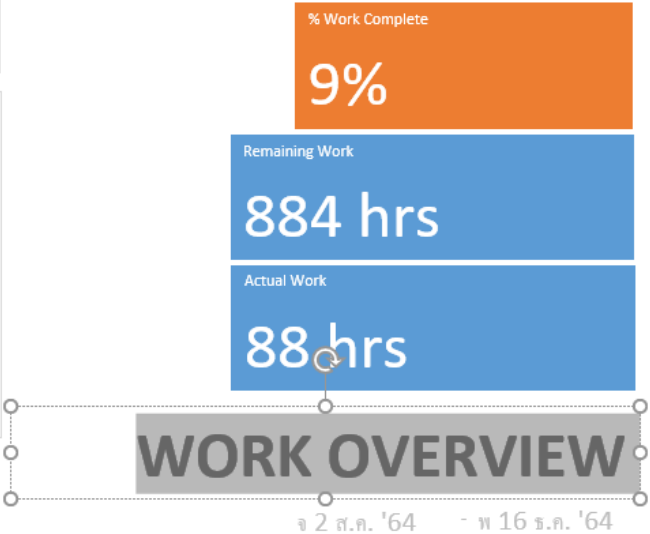 % Work Complete
9%
Remaining Work
884 hrs
Actual Work
88 hrs
WORK OVERVIEW
จ 2 ส.ค. '64 - พ 16 ธ.ค. '64